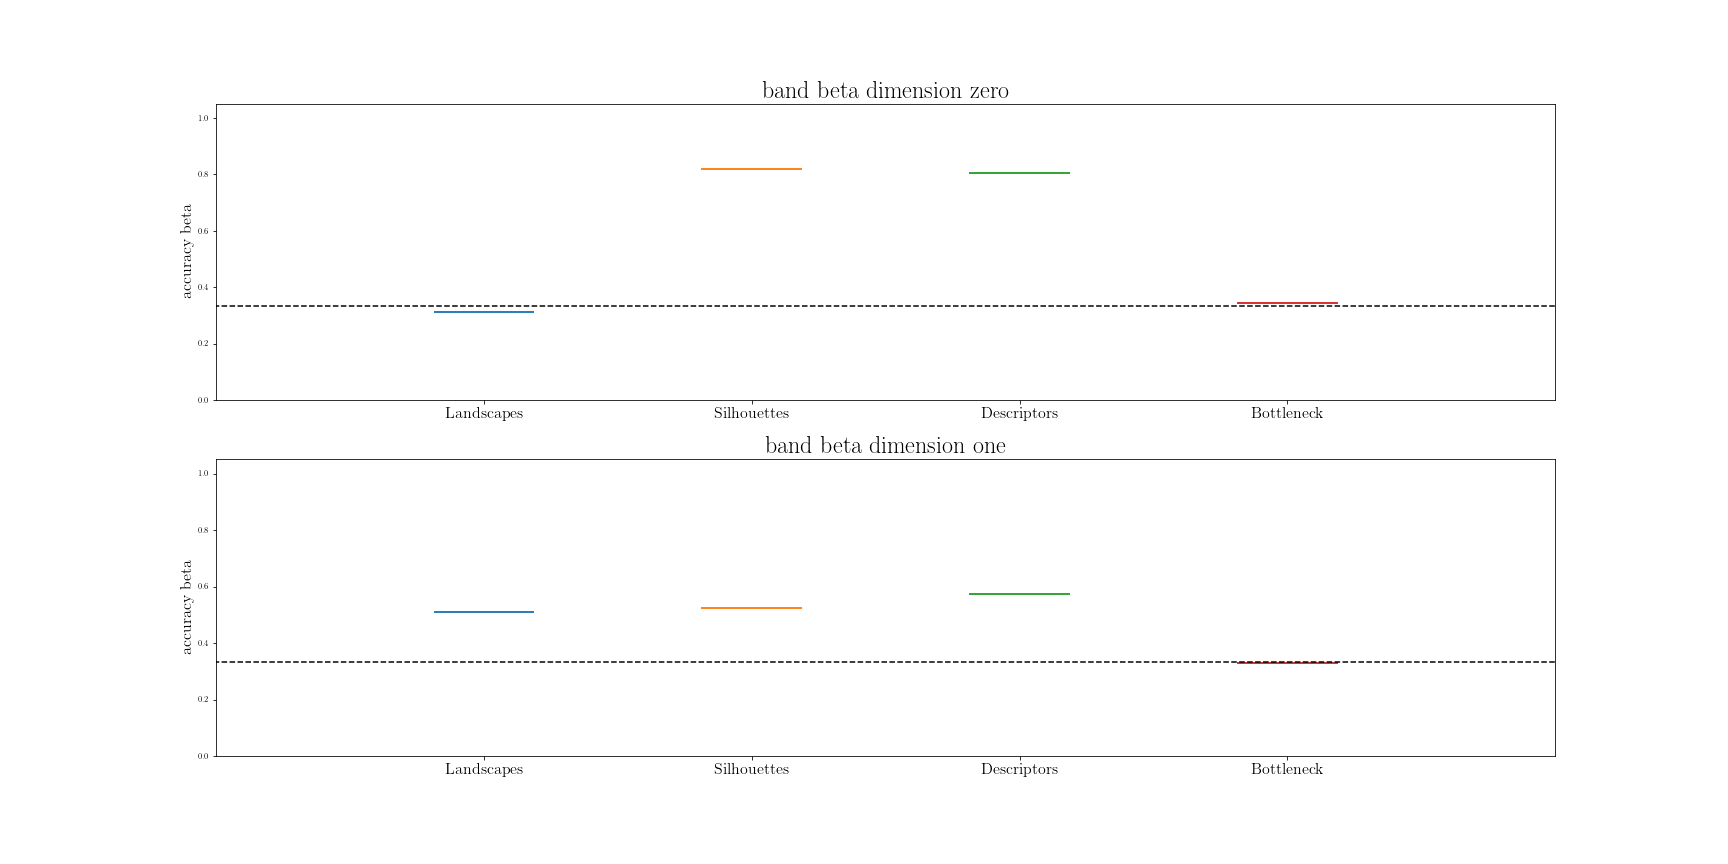 band beta dimension zero
accuracy beta
1.0
0.8
0.6
0.4
0.2
0.0
Landscapes Silhouettes Descriptors Bottleneck
band beta dimension one
accuracy beta
1.0
0.8
0.6
0.4
0.2
0.0
Landscapes Silhouettes Descriptors Bottleneck